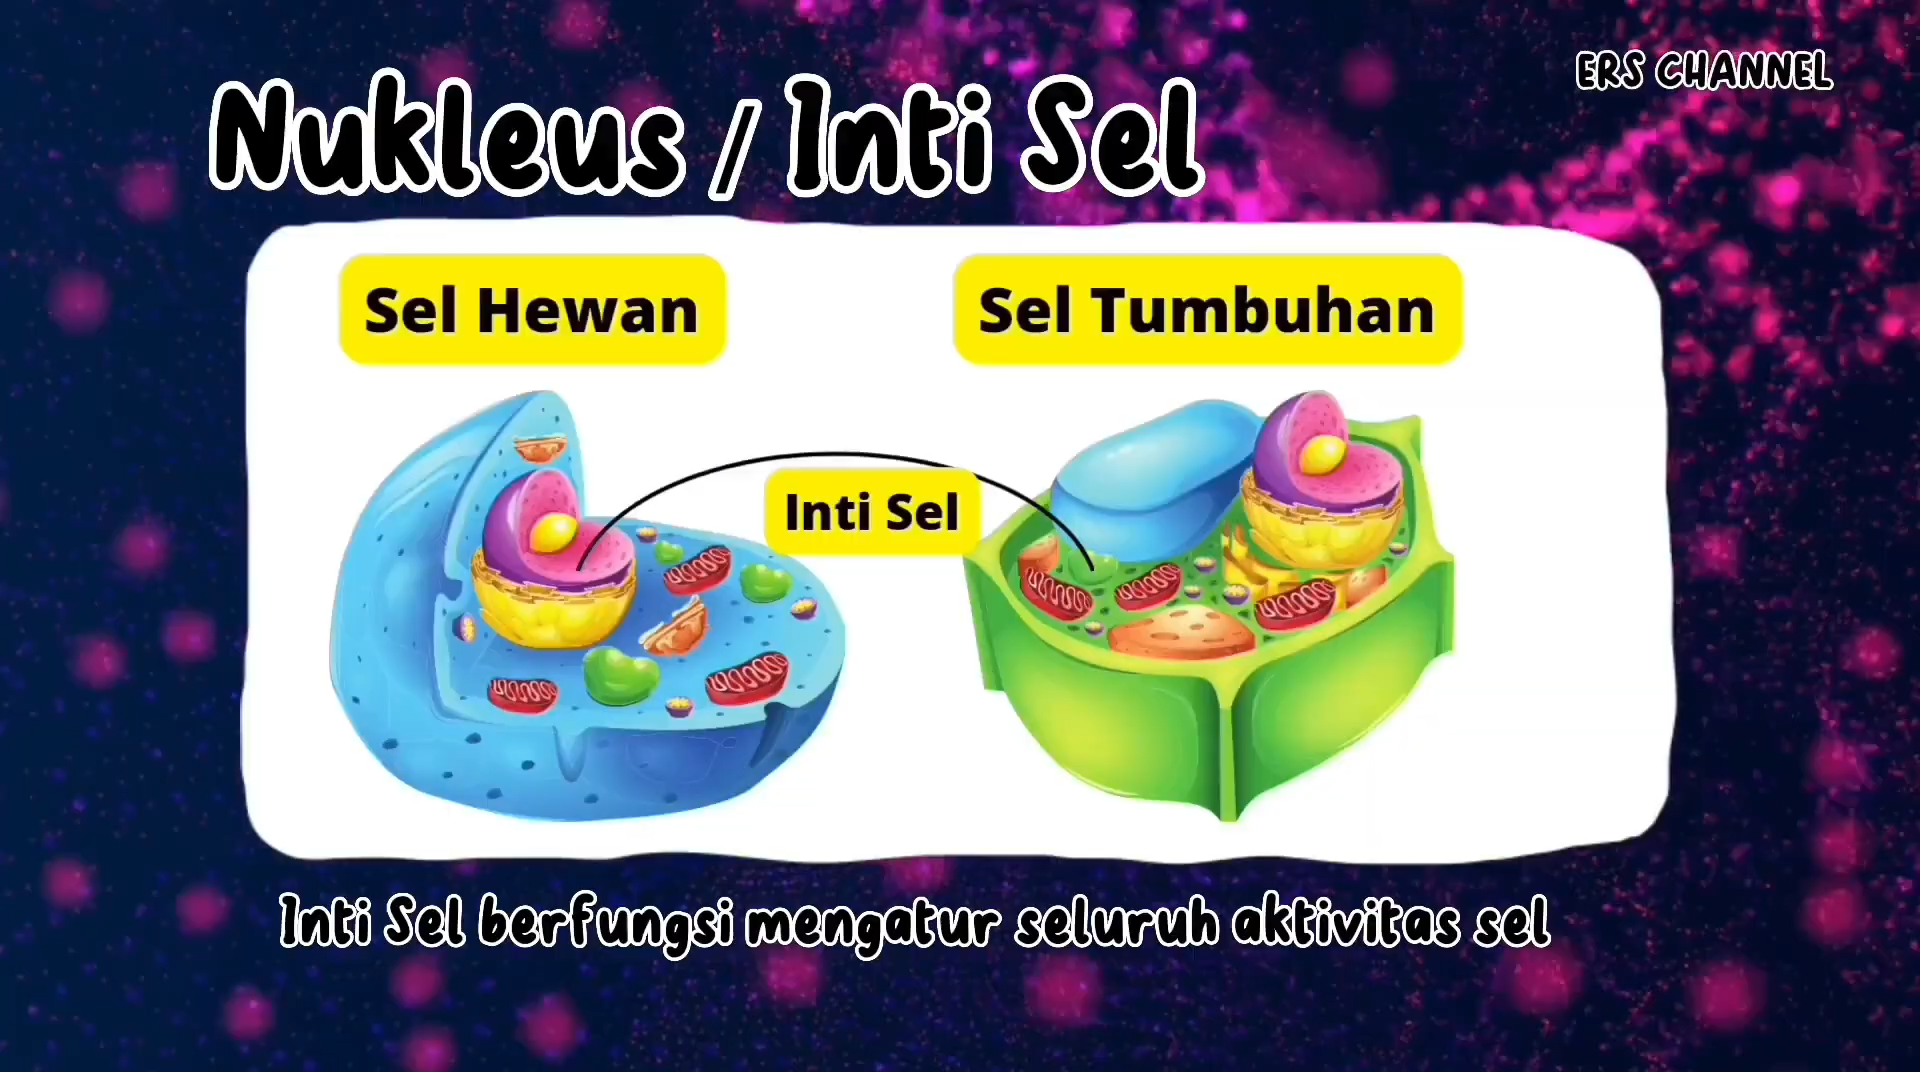 ERS CHANNEL
Nukleus / Inti Sel
Sel Hewan
Sel Tumbuhan
Inti Sel
Inti Sel berfungsi mengatur seluruh aktivitas sel